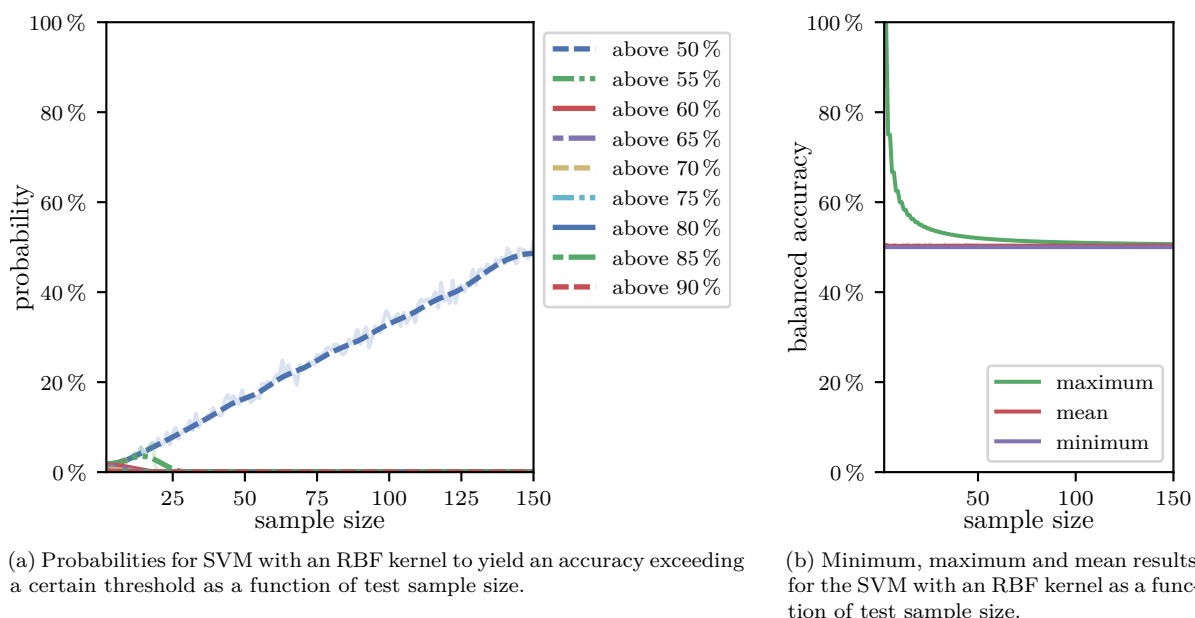 100 %
80 %
60 %
40 %
20 %
0 %
probability
25
50
75
100
125
150
sample size
above 50 %
above 55 %
above 60 %
above 65 %
above 70 %
above 75 %
above 80 %
above 85 %
above 90 %
(a) Probabilities for SVM with an RBF kernel to yield an accuracy exceeding
a certain threshold as a function of test sample size.
100 %
80 %
60 %
40 %
20 %
0 %
balanced accuracy
50
100
150
sample size
maximum
mean
minimum
(b) Minimum, maximum and mean results
for the SVM with an RBF kernel as a func-
tion of test sample size.